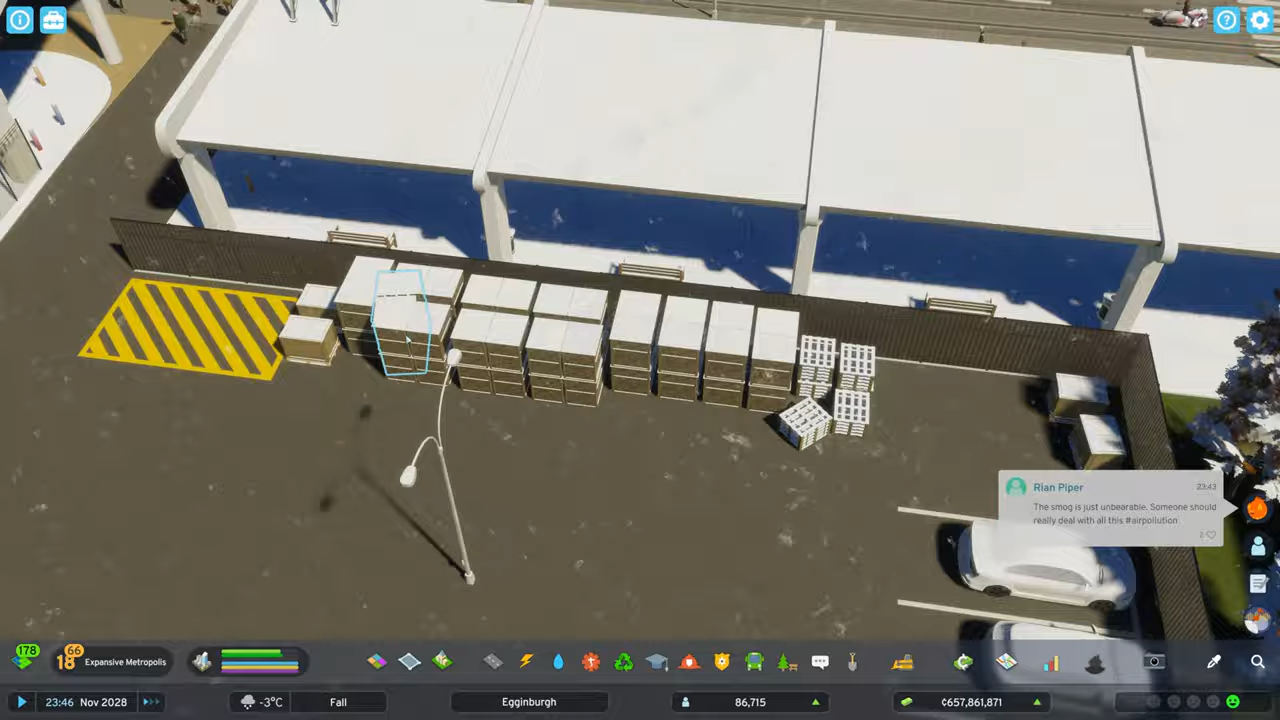 Rian Piper
23:43
The smog is just unbearable. Someone should
really deal with all this #airpollution
2
178
66
18
Expansive Metropolis
23:46 Nov 2028
-3°C
Fall
Egginburgh
86,715
¢657,861,871